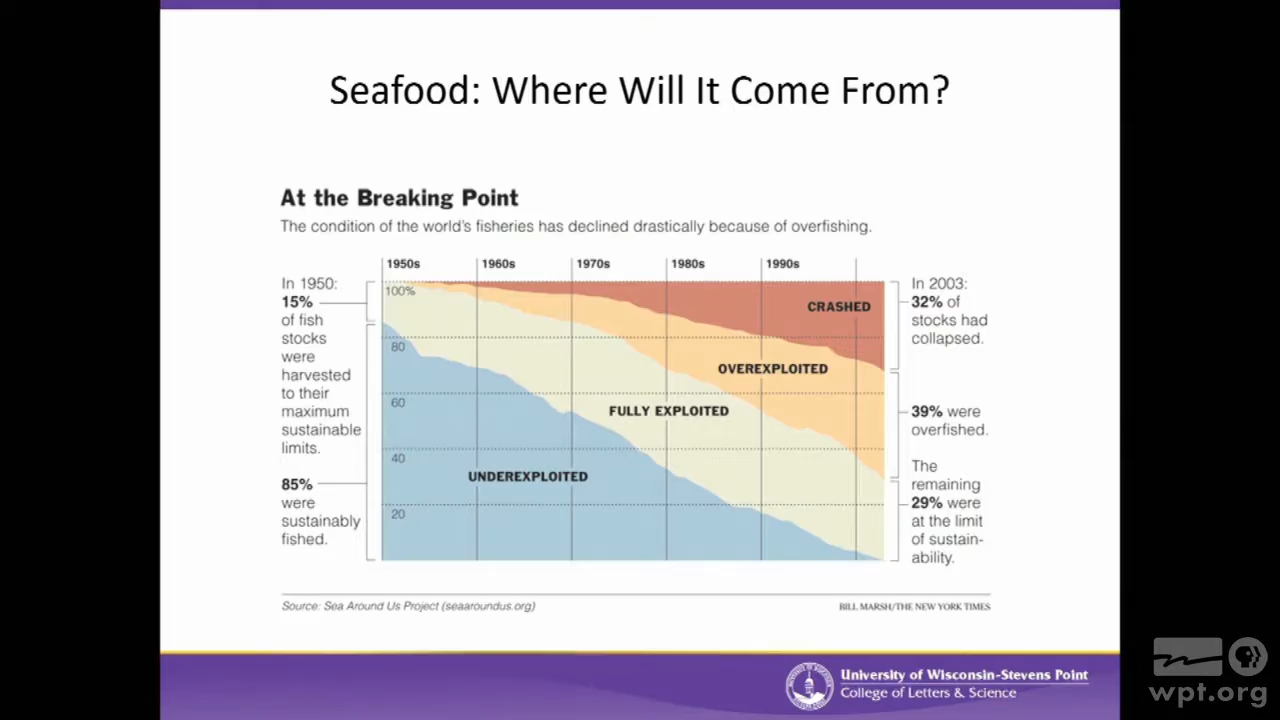 Seafood: Where Will It Come From?
At the Breaking Point
The condition of the world's fisheries has declined drastically because of overfishing.
1950s
1960s
1970s
1980s
1990s
In 1950:
15%
of fish
stocks
were
harvested
to their
maximum
sustainable
limits.
85%
were
sustainably
fished.
100%
80
60
40
20
CRASHED
OVEREXPLOITED
FULLY EXPLOITED
UNDEREXPLOITED
In 2003:
32% of
stocks had
collapsed.
39% were
overfished.
The
remaining
29% were
at the limit
of sustain-
ability.
Source: Sea Around Us Project (seaaroundus.org)
BILL MARSH/THE NEW YORK TIMES
University of Wisconsin-Stevens Point
College of Letters & Science
PBS
wpt.org